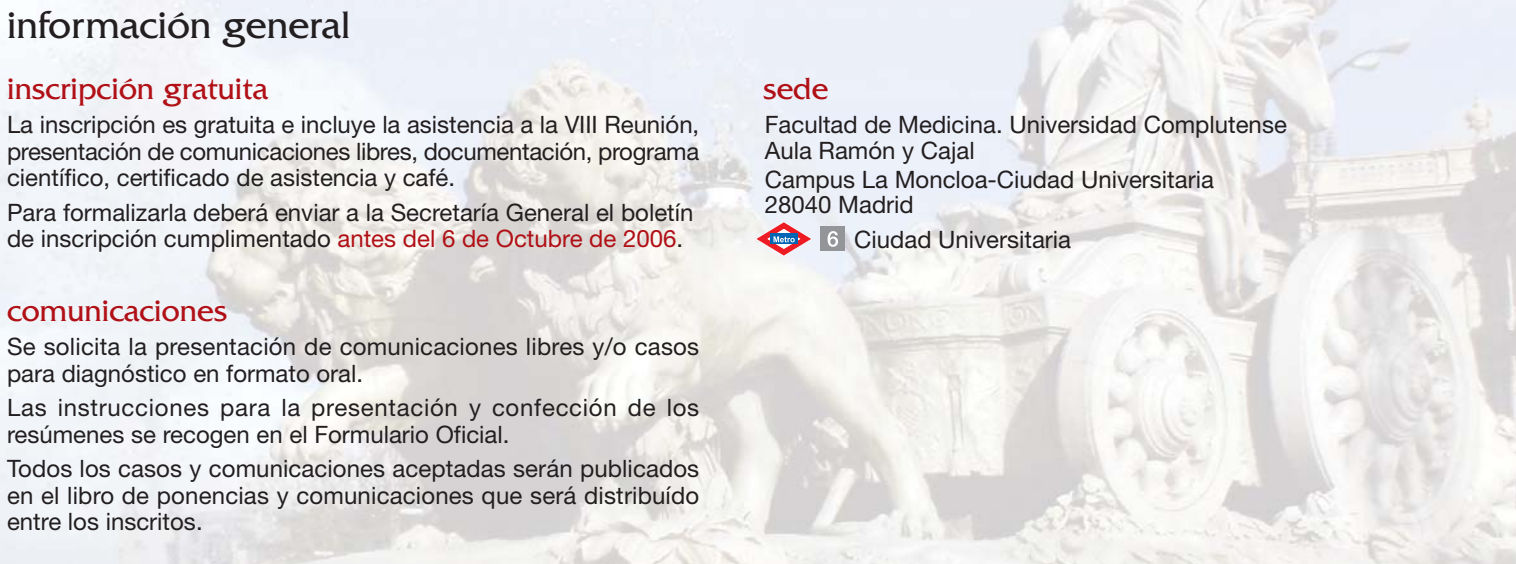 información general
inscripción gratuita
La inscripción es gratuita e incluye la asistencia a la VIII Reunión,
presentación de comunicaciones libres, documentación, programa
científico, certificado de asistencia y café.
Para formalizarla deberá enviar a la Secretaría General el boletín
de inscripción cumplimentado antes del 6 de Octubre de 2006.
comunicaciones
Se solicita la presentación de comunicaciones libres y/o casos
para diagnóstico en formato oral.
Las instrucciones para la presentación y confección de los
resúmenes se recogen en el Formulario Oficial.
Todos los casos y comunicaciones aceptadas serán publicados
en el libro de ponencias y comunicaciones que será distribuído
entre los inscritos.
sede
Facultad de Medicina. Universidad Complutense
Aula Ramón y Cajal
Campus La Moncloa-Ciudad Universitaria
28040 Madrid
Metro 6 Ciudad Universitaria